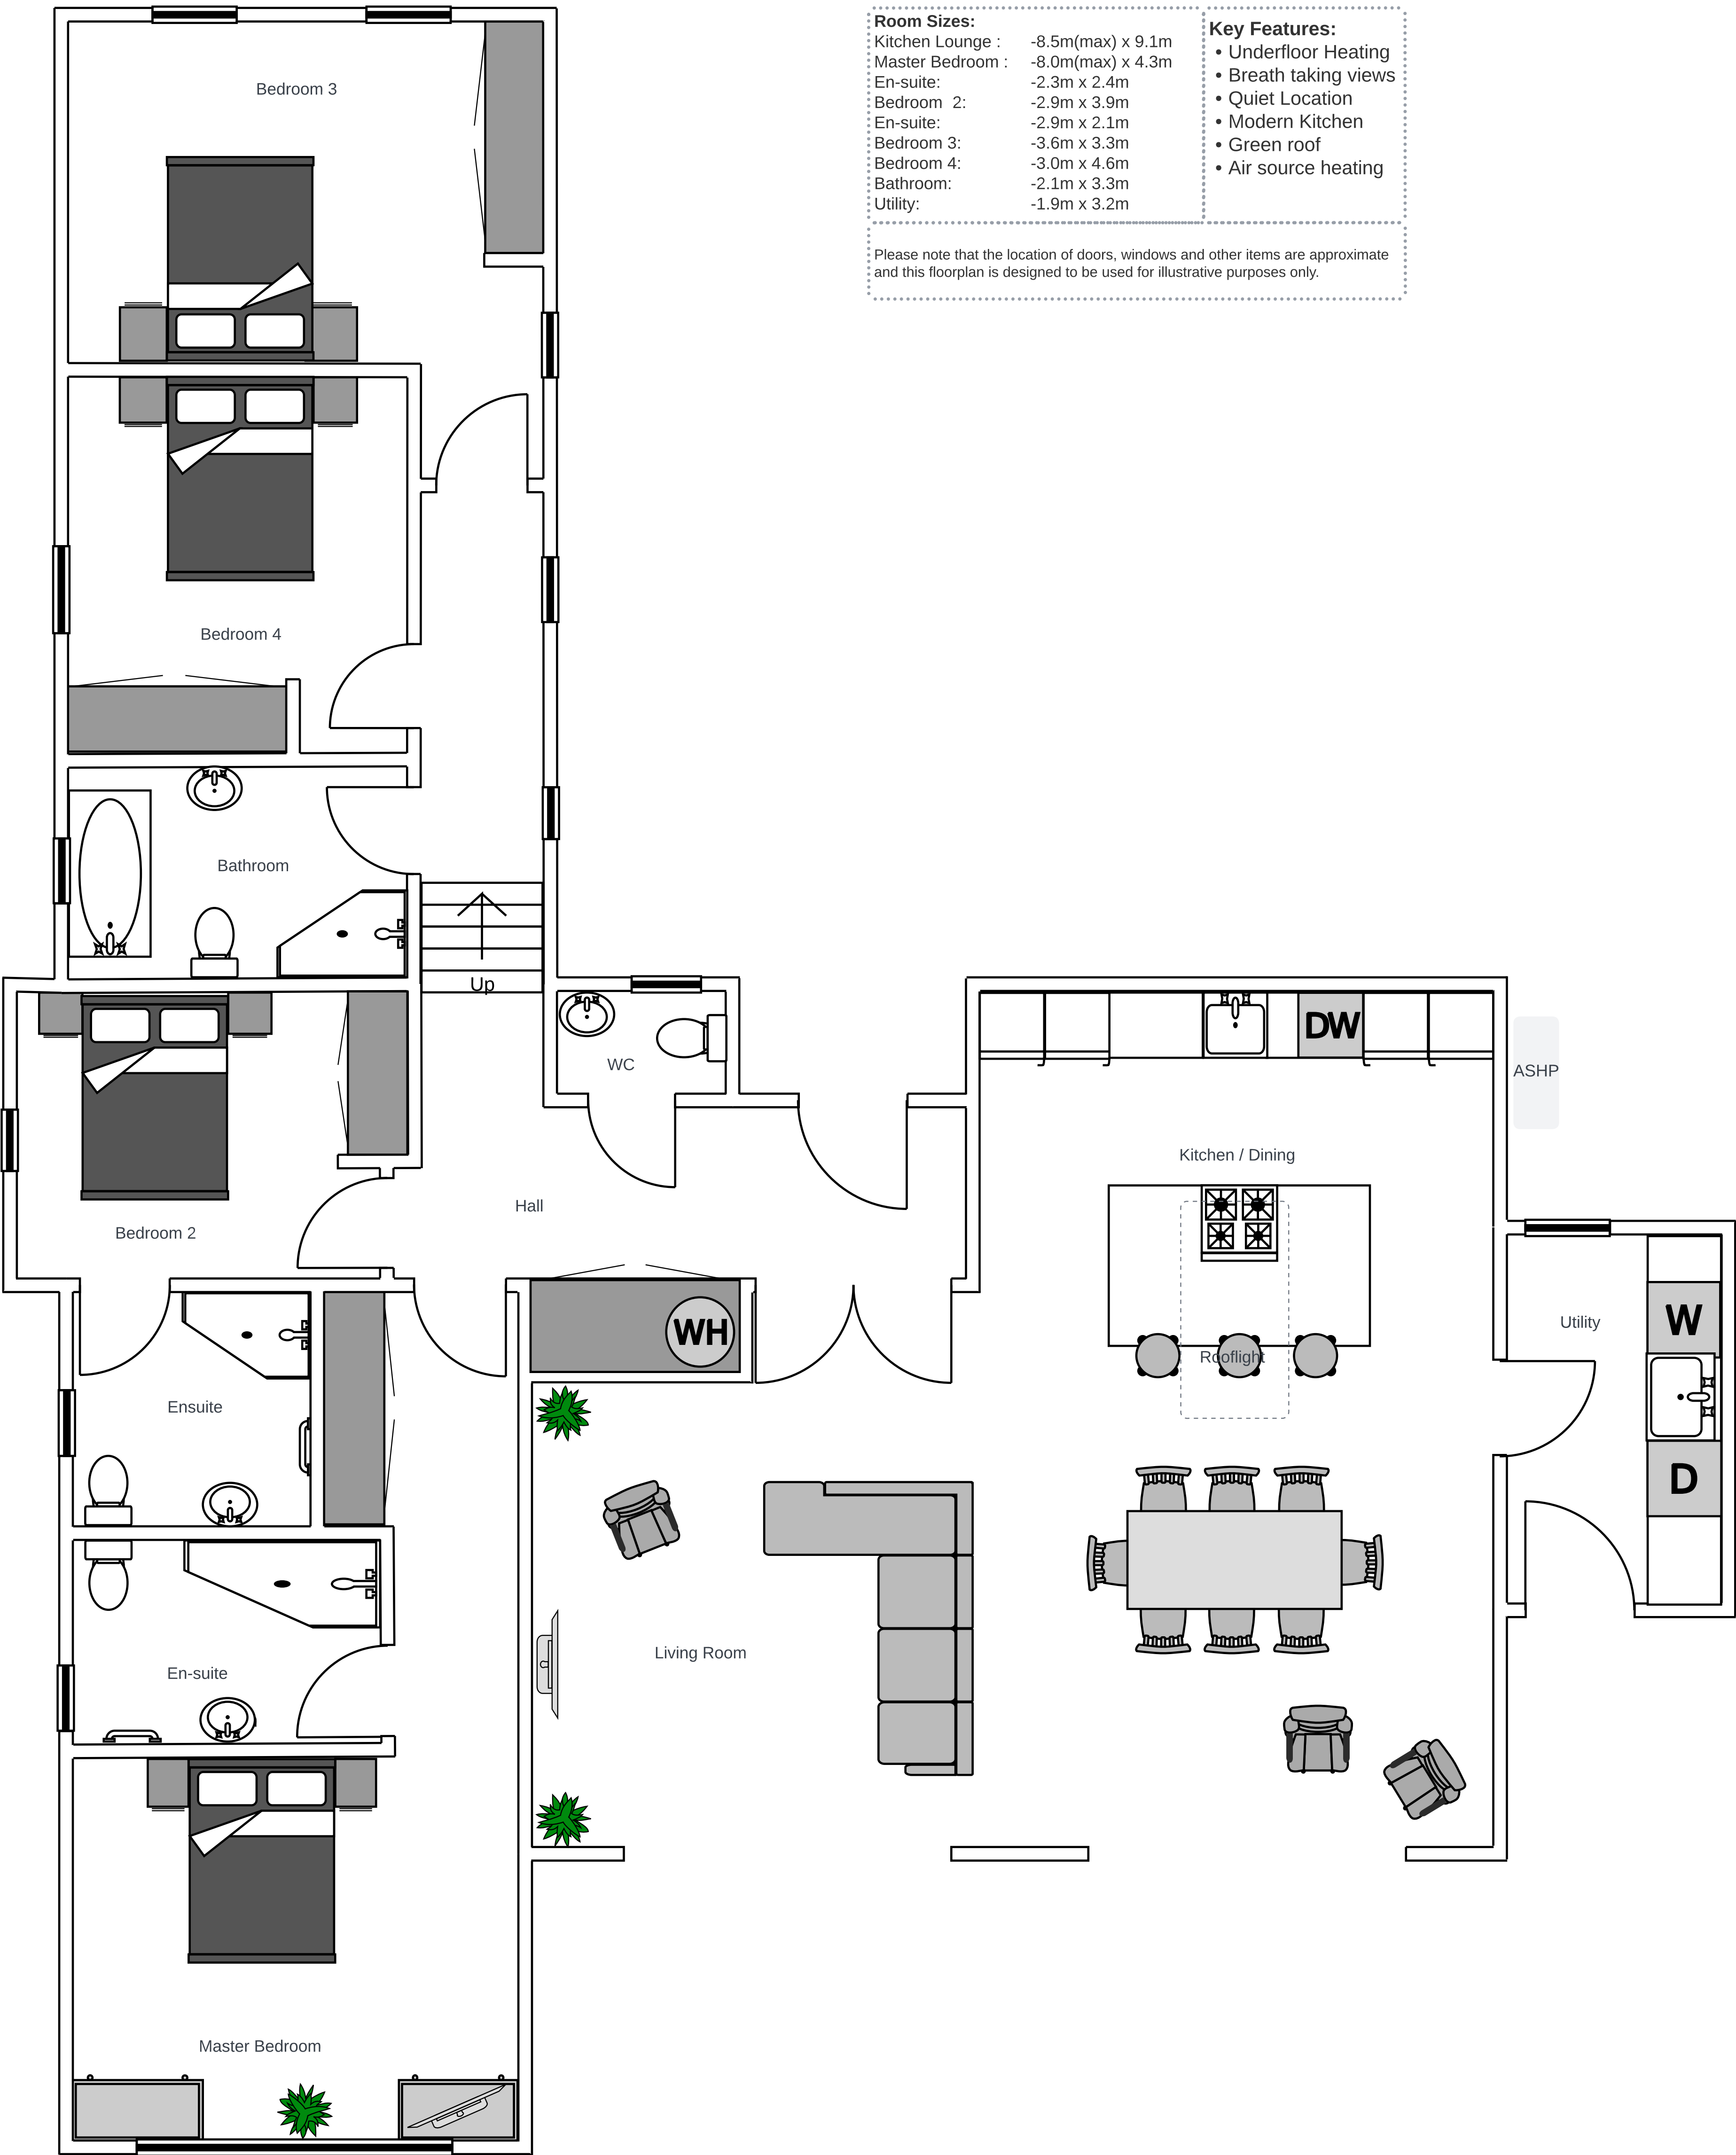 Room Sizes:
Kitchen Lounge : -8.5m(max) x 9.1m
Master Bedroom : -8.0m(max) x 4.3m
En-suite: -2.3m x 2.4m
Bedroom 2: -2.9m x 3.9m
En-suite: -2.9m x 2.1m
Bedroom 3: -3.6m x 3.3m
Bedroom 4: -3.0m x 4.6m
Bathroom: -2.1m x 3.3m
Utility: -1.9m x 3.2m
Key Features:
• Underfloor Heating
• Breath taking views
• Quiet Location
• Modern Kitchen
• Green roof
• Air source heating
Please note that the location of doors, windows and other items are approximate
and this floorplan is designed to be used for illustrative purposes only.
Bedroom 3
Bedroom 4
Bathroom
Up
WC
DW
ASHP
Kitchen / Dining
Hall
Bedroom 2
WH
Rooflight
Utility
W
Ensuite
D
Living Room
En-suite
Master Bedroom